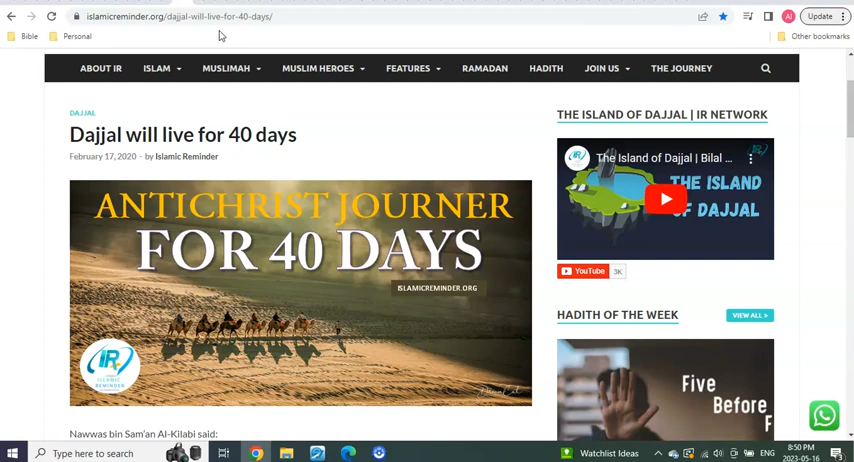 islamicreminder.org/dajjal-will-live-for-40-days/
AI
Update
Bible
Personal
Other bookmarks
ABOUT IR
ISLAM
MUSLIMAH
MUSLIM HEROES
FEATURES
RAMADAN
HADITH
JOIN US
THE JOURNEY
DAJJAL
Dajjal will live for 40 days
February 17, 2020 - by Islamic Reminder
ANTICHRIST JOURNER
FOR 40 DAYS
ISLAMICREMINDER.ORG
IR
ISLAMIC
REMINDER
Nawwas bin Sam'an Al-Kilabi said:
THE ISLAND OF DAJJAL | IR NETWORK
The Island of Dajjal | Bilal ...
THE ISLAND
OF DAJJAL
YouTube 3K
HADITH OF THE WEEK
VIEW ALL »
Five
Before
F
Type here to search
Watchlist Ideas
ENG
8:50 PM
2023-05-16
3